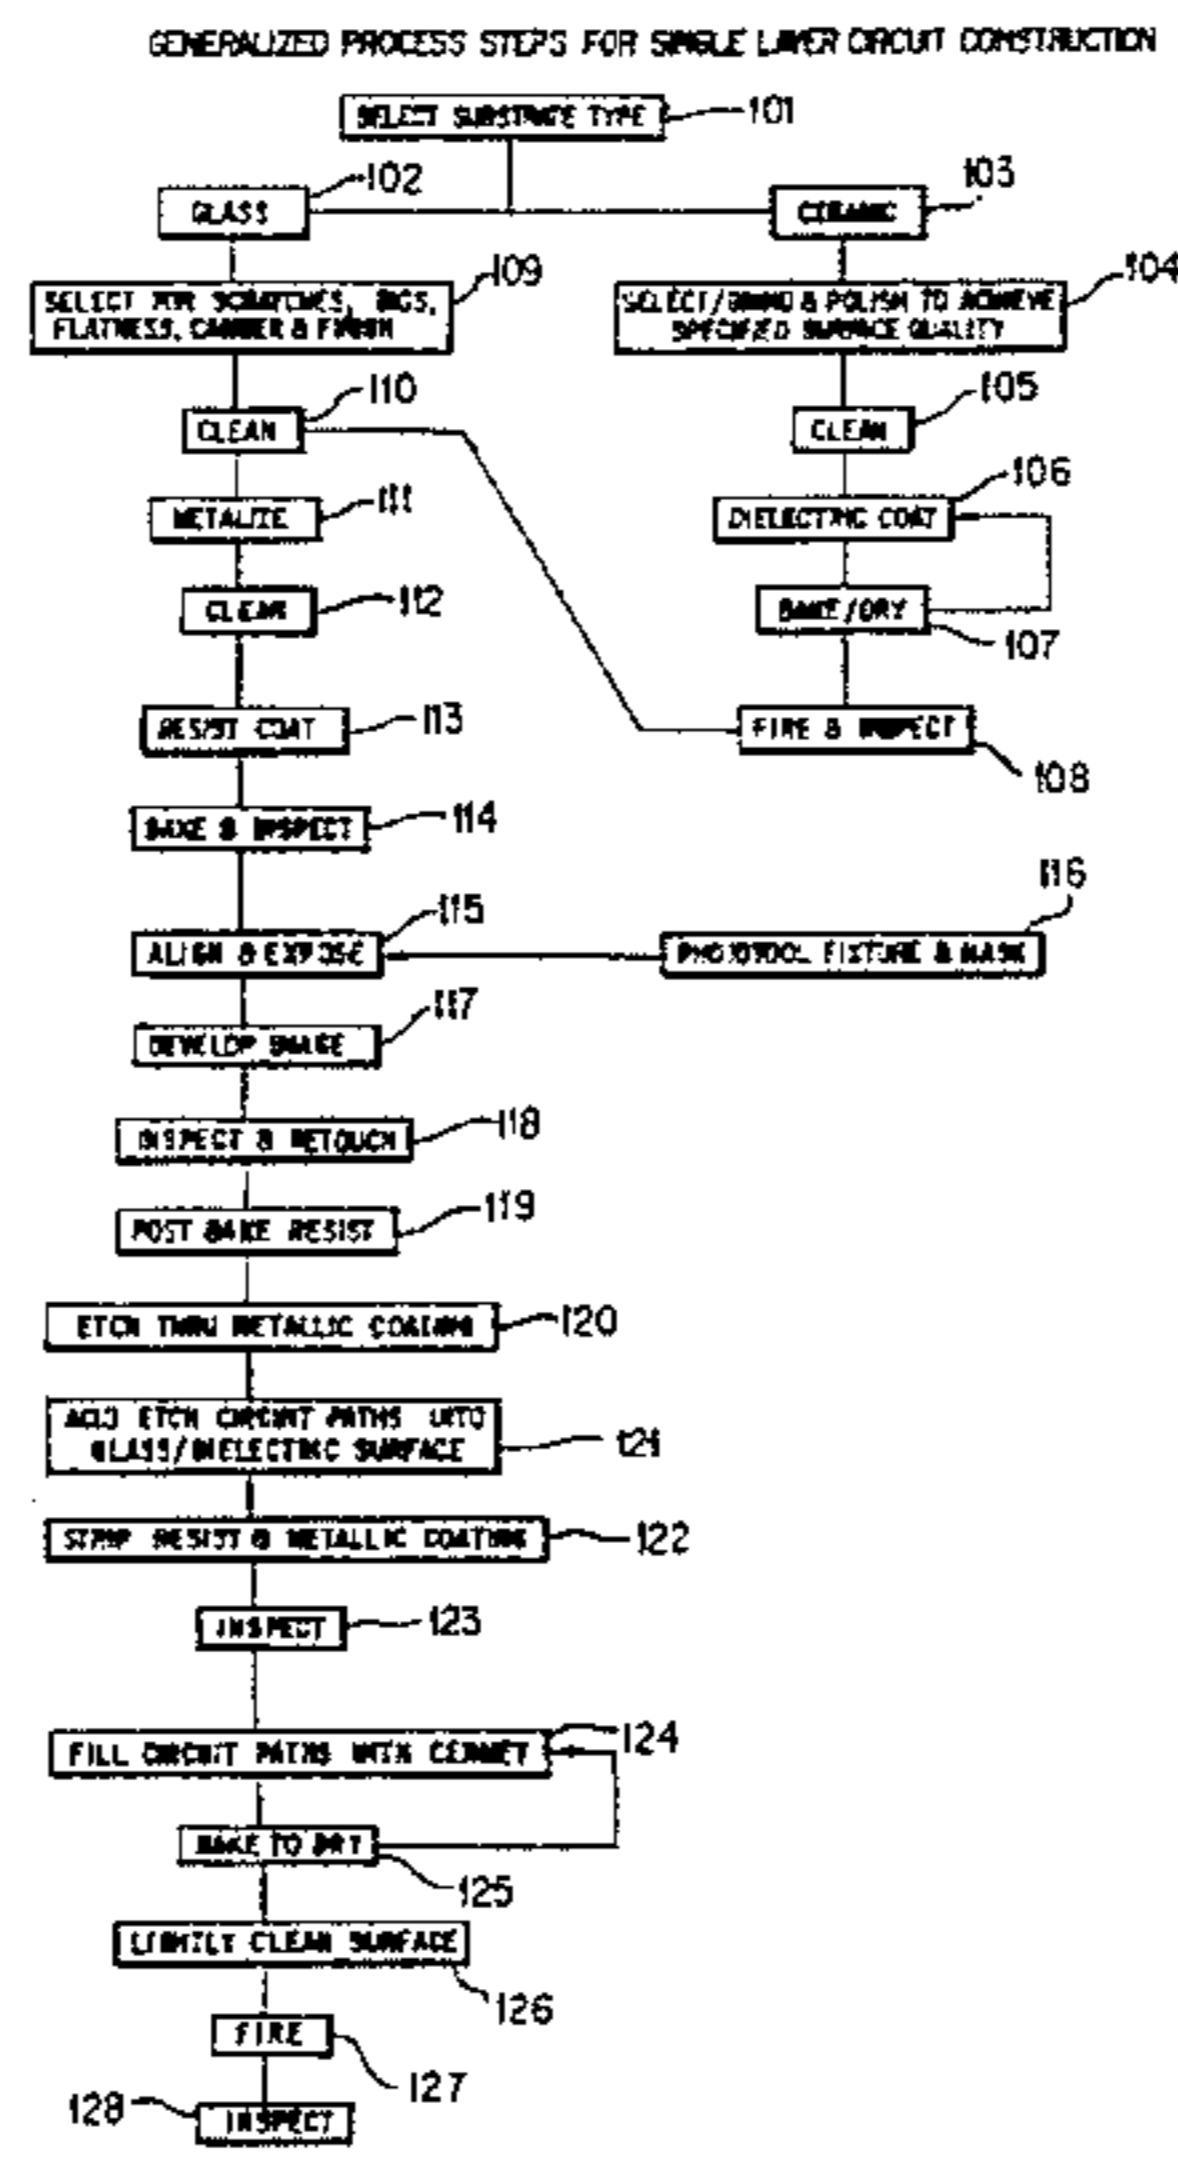 GENERALIZED PROCESS STEPS FOR SINGLE LAYER CIRCUIT CONSTRUCTION
SELECT SUBSTRATE TYPE
101
GLASS
102
CERAMIC
103
SELECT FOR SCRATCHES, DIGS,
FLATNESS, CAMBER & FINISH
109
SELECT/GRIND & POLISH TO ACHIEVE
SPECIFIED SURFACE QUALITY
104
CLEAN
110
CLEAN
105
METALIZE
111
DIELECTRIC COAT
106
CLEAN
112
BAKE/DRY
107
RESIST COAT
113
FIRE & INSPECT
108
BAKE & INSPECT
114
ALIGN & EXPOSE
115
PHOTOTOOL FIXTURE & MASK
116
DEVELOP IMAGE
117
INSPECT & RETOUCH
118
POST BAKE RESIST
119
ETCH THRU METALLIC COATING
120
ACID ETCH CIRCUIT PATHS INTO
GLASS/DIELECTRIC SURFACE
121
STRIP RESIST & METALLIC COATING
122
INSPECT
123
FILL CIRCUIT PATHS WITH CERMET
124
BAKE TO DRY
125
LIGHTLY CLEAN SURFACE
126
FIRE
127
128
INSPECT